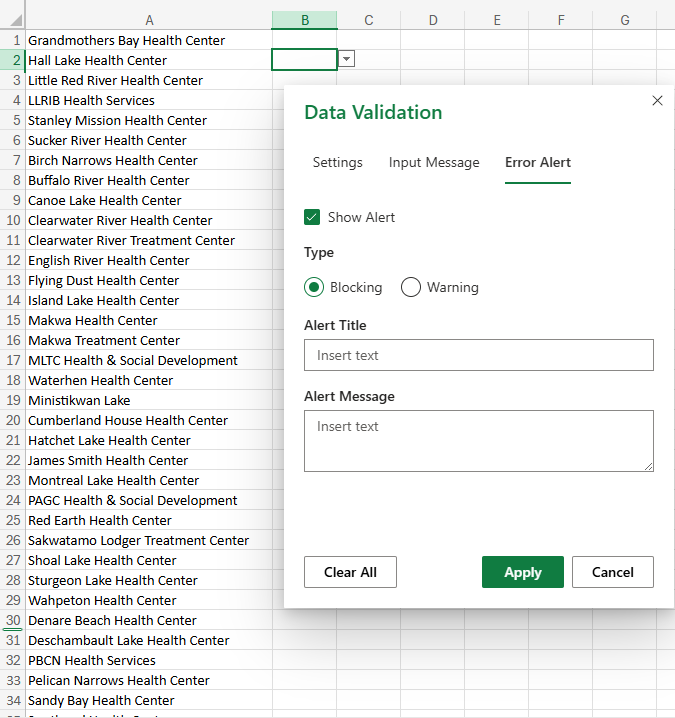 A B C D E F G
1 Grandmothers Bay Health Center
2 Hall Lake Health Center
3 Little Red River Health Center
4 LLRIB Health Services
5 Stanley Mission Health Center
6 Sucker River Health Center
7 Birch Narrows Health Center
8 Buffalo River Health Center
9 Canoe Lake Health Center
10 Clearwater River Health Center
11 Clearwater River Treatment Center
12 English River Health Center
13 Flying Dust Health Center
14 Island Lake Health Center
15 Makwa Health Center
16 Makwa Treatment Center
17 MLTC Health & Social Development
18 Waterhen Health Center
19 Ministikwan Lake
20 Cumberland House Health Center
21 Hatchet Lake Health Center
22 James Smith Health Center
23 Montreal Lake Health Center
24 PAGC Health & Social Development
25 Red Earth Health Center
26 Sakwatamo Lodger Treatment Center
27 Shoal Lake Health Center
28 Sturgeon Lake Health Center
29 Wahpeton Health Center
30 Denare Beach Health Center
31 Deschambault Lake Health Center
32 PBCN Health Services
33 Pelican Narrows Health Center
34 Sandy Bay Health Center
Data Validation
Settings Input Message Error Alert
Show Alert
Type
Blocking Warning
Alert Title
Insert text
Alert Message
Insert text
Clear All Apply Cancel